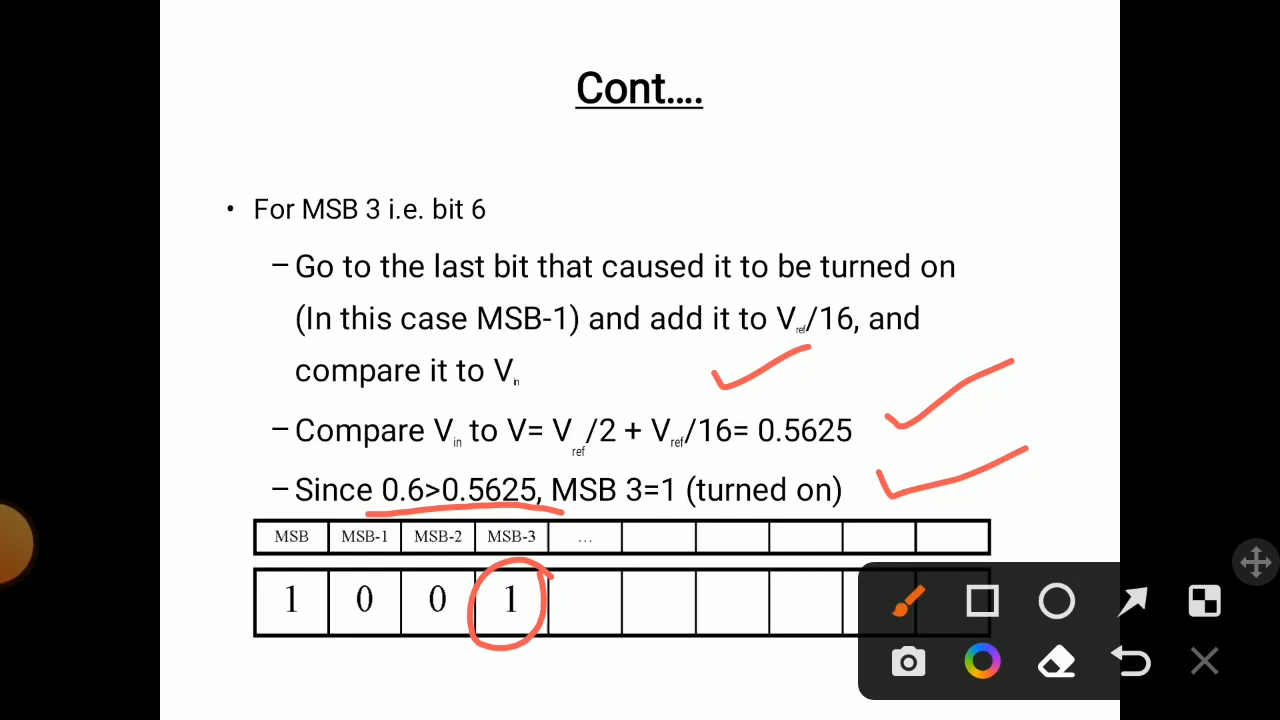 Cont....
• For MSB 3 i.e. bit 6
– Go to the last bit that caused it to be turned on
(In this case MSB-1) and add it to Vref/16, and
compare it to Vin
– Compare Vin to V= Vref/2 + Vref/16= 0.5625
– Since 0.6>0.5625, MSB 3=1 (turned on)
MSB MSB-1 MSB-2 MSB-3 ...
1 0 0 1